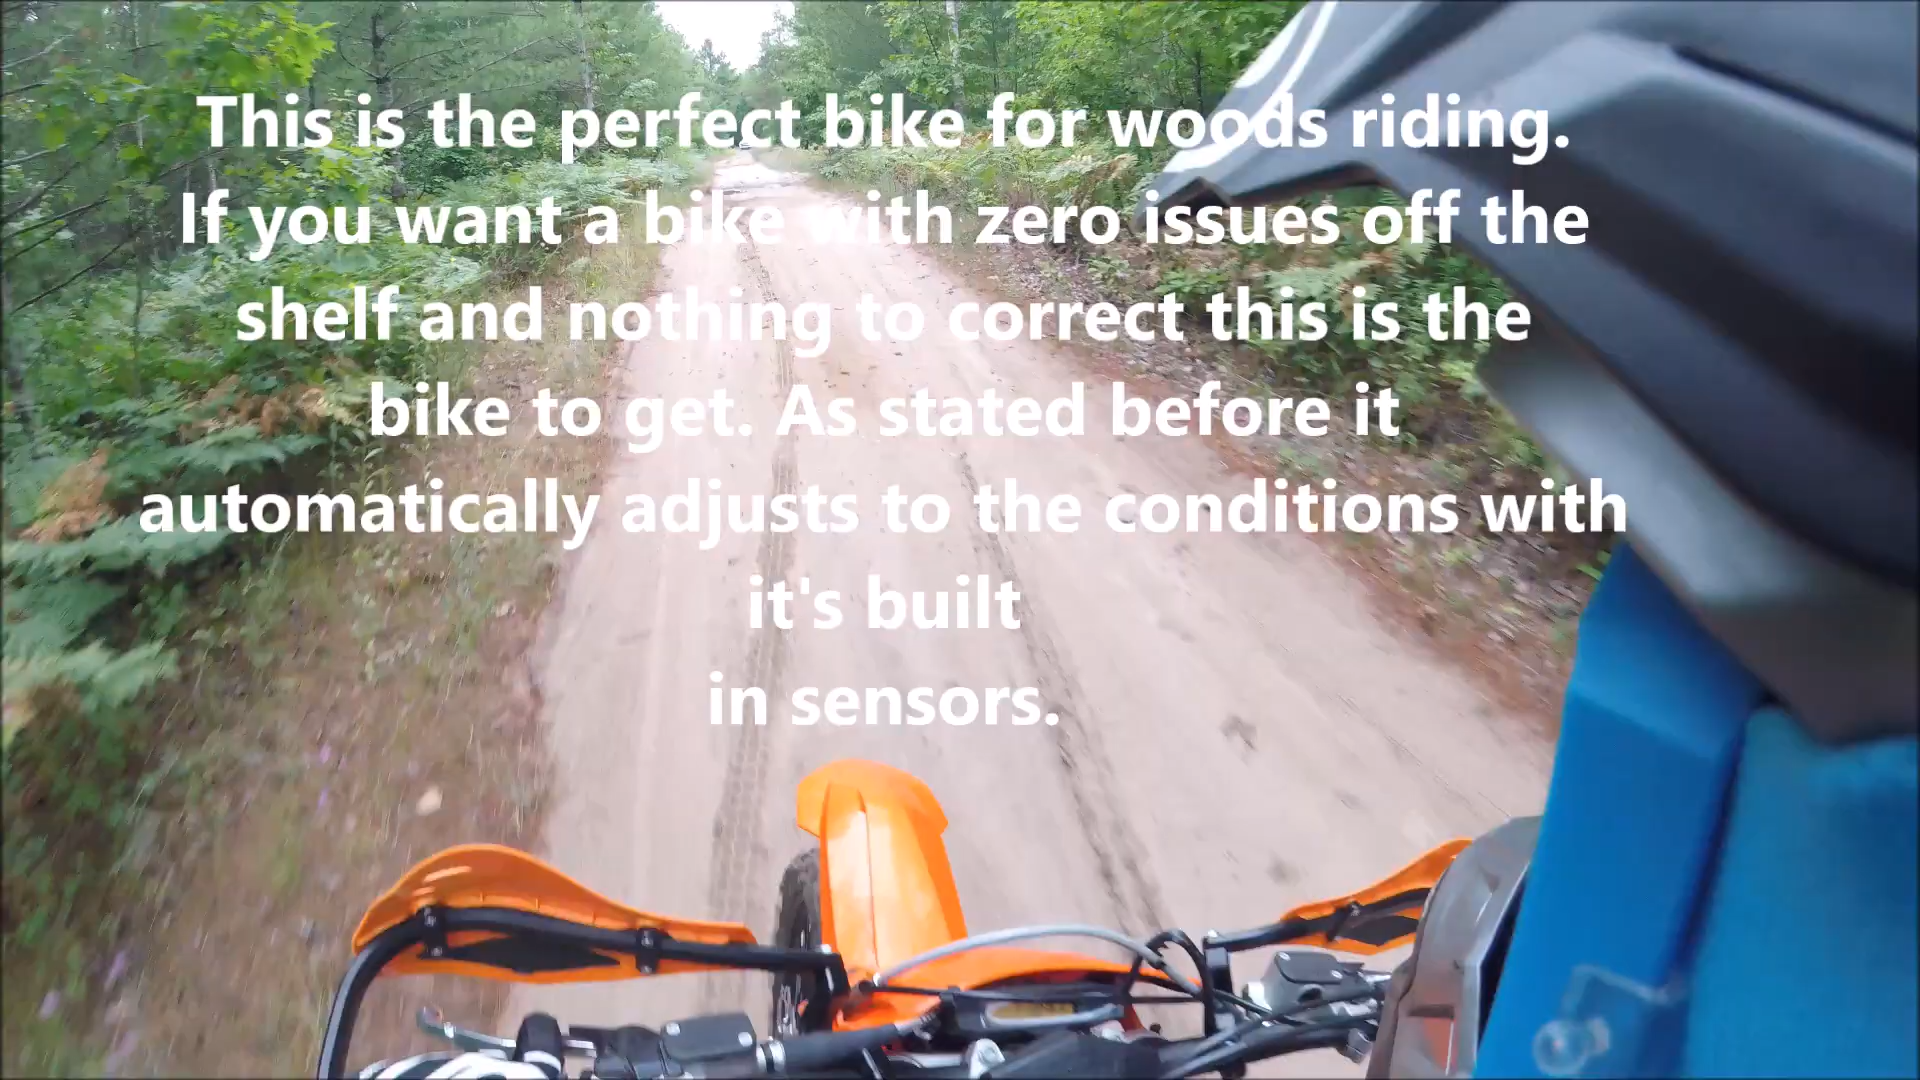 This is the perfect bike for woods riding.
If you want a bike with zero issues off the
shelf and nothing to correct this is the
bike to get. As stated before it
automatically adjusts to the conditions with
it's built
in sensors.